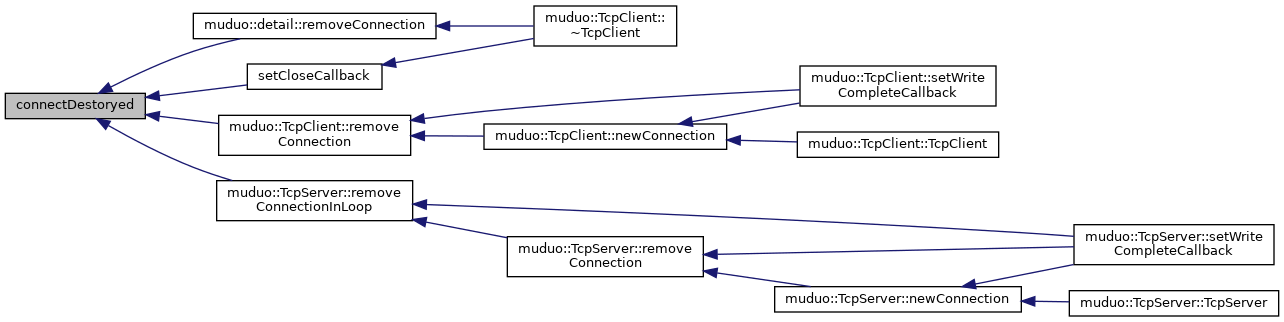 connectDestoryed
muduo::detail::removeConnection
muduo::TcpClient::
~TcpClient
setCloseCallback
muduo::TcpClient::remove
Connection
muduo::TcpClient::setWrite
CompleteCallback
muduo::TcpClient::newConnection
muduo::TcpClient::TcpClient
muduo::TcpServer::remove
ConnectionInLoop
muduo::TcpServer::remove
Connection
muduo::TcpServer::setWrite
CompleteCallback
muduo::TcpServer::newConnection
muduo::TcpServer::TcpServer